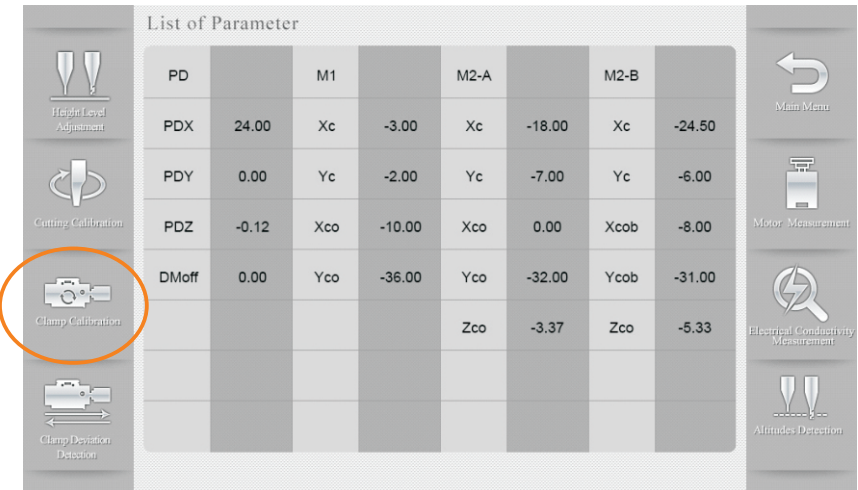 List of Parameter
Height Level
Adjustment
Cutting Calibration
Clamp Calibration
Clamp Deviation
Detection
PD M1 M2-A M2-B
PDX 24.00 Xc -3.00 Xc -18.00 Xc -24.50
PDY 0.00 Yc -2.00 Yc -7.00 Yc -6.00
PDZ -0.12 Xco -10.00 Xco 0.00 Xcob -8.00
DMoff 0.00 Yco -36.00 Yco -32.00 Ycob -31.00
Zco -3.37 Zco -5.33
Main Menu
Motor Measurement
Electrical Conductivity
Measurement
Altitudes Detection